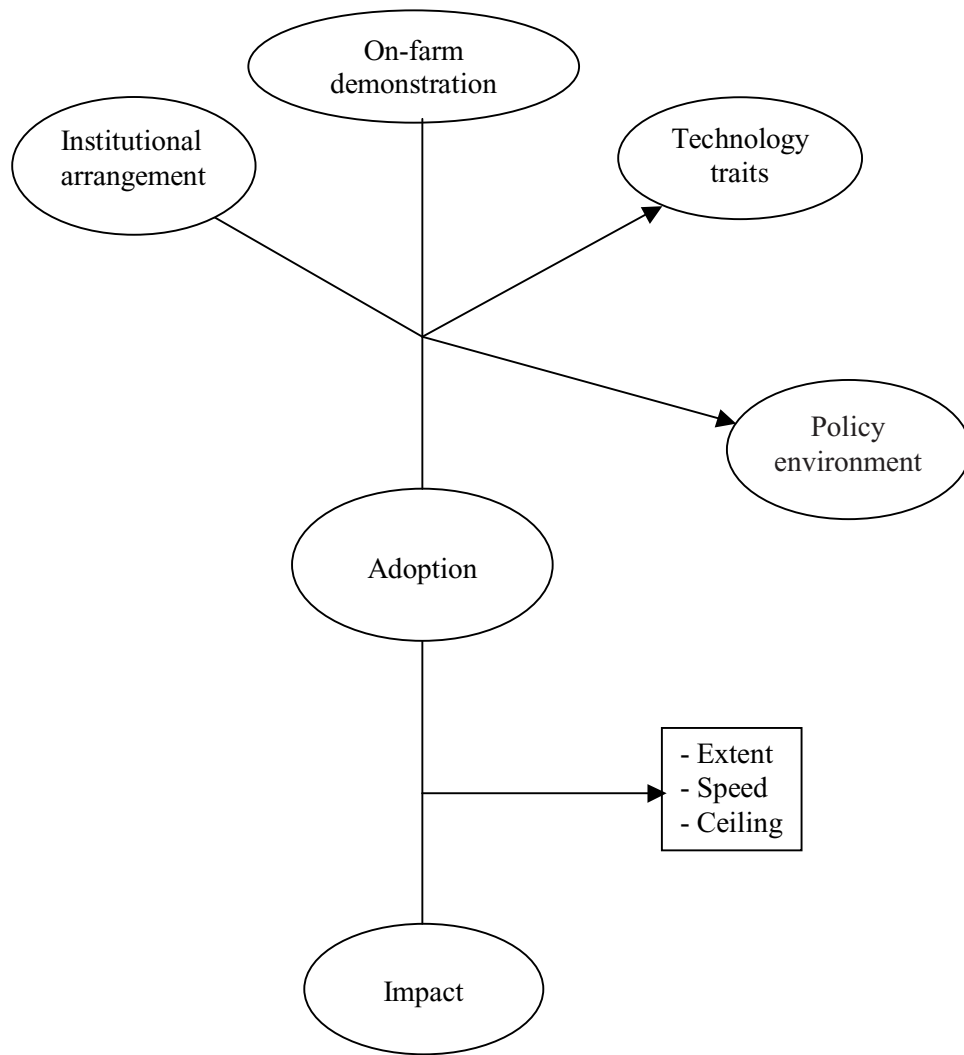 On-farm
demonstration
Institutional
arrangement
Technology
traits
Policy
environment
Adoption
- Extent
- Speed
- Ceiling
Impact